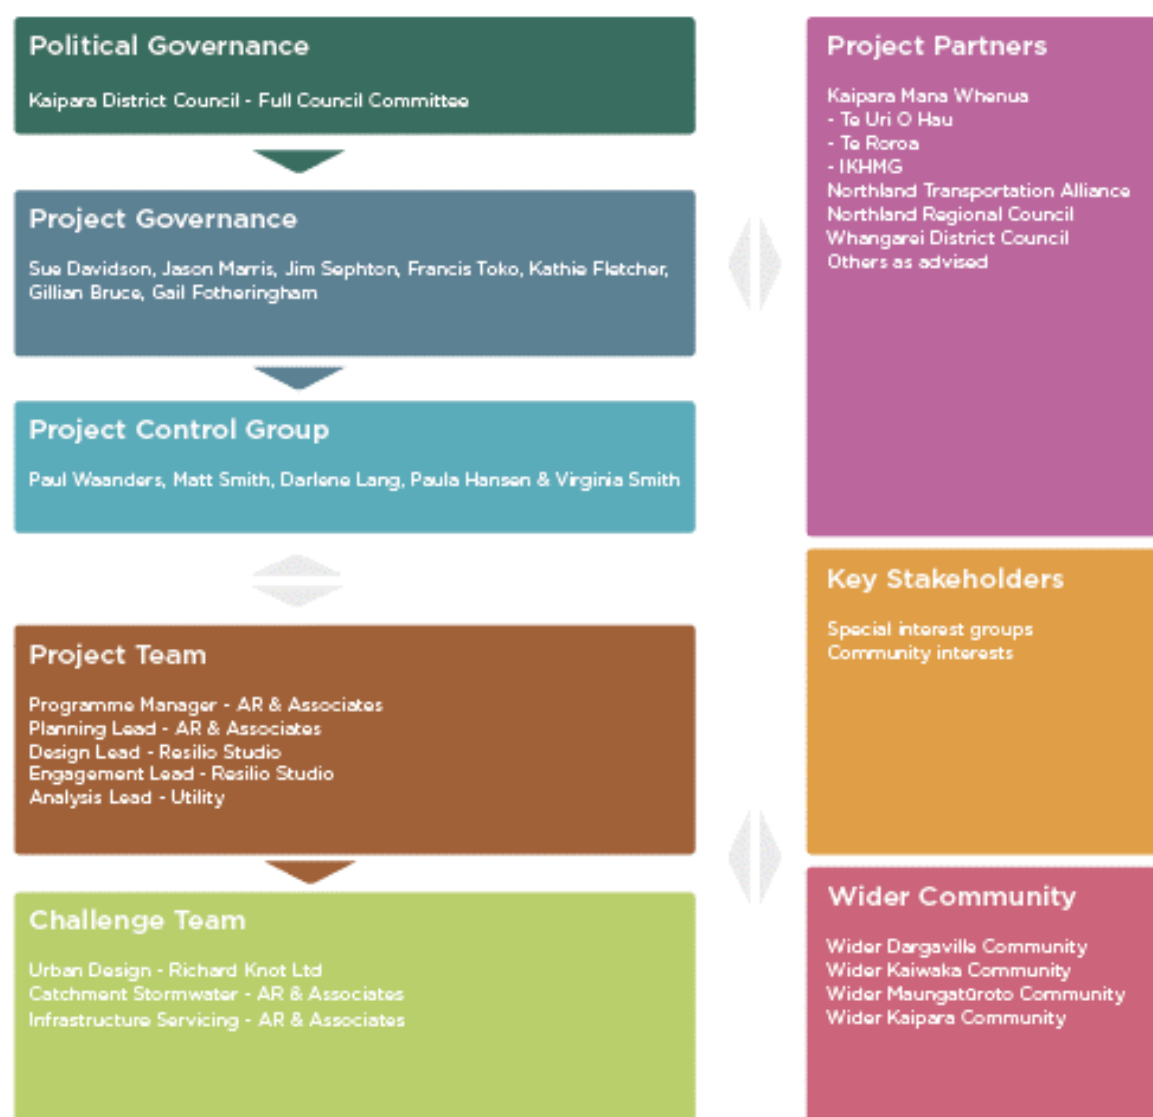 Political Governance
Kaipara District Council - Full Council Committee
Project Governance
Sue Davidson, Jason Marris, Jim Sephton, Francis Toko, Kathie Fletcher,
Gillian Bruce, Gail Fotheringham
Project Control Group
Paul Waanders, Matt Smith, Darlene Lang, Paula Hansen & Virginia Smith
Project Team
Programme Manager - AR & Associates
Planning Lead - AR & Associates
Design Lead - Resilio Studio
Engagement Lead - Resilio Studio
Analysis Lead - Utility
Challenge Team
Urban Design - Richard Knot Ltd
Catchment Stormwater - AR & Associates
Infrastructure Servicing - AR & Associates
Project Partners
Kaipara Mana Whenua
- Te Uri O Hau
- Te Roroa
- IKHMG
Northland Transportation Alliance
Northland Regional Council
Whangarei District Council
Others as advised
Key Stakeholders
Special interest groups
Community interests
Wider Community
Wider Dargaville Community
Wider Kaiwaka Community
Wider Maungatūroto Community
Wider Kaipara Community